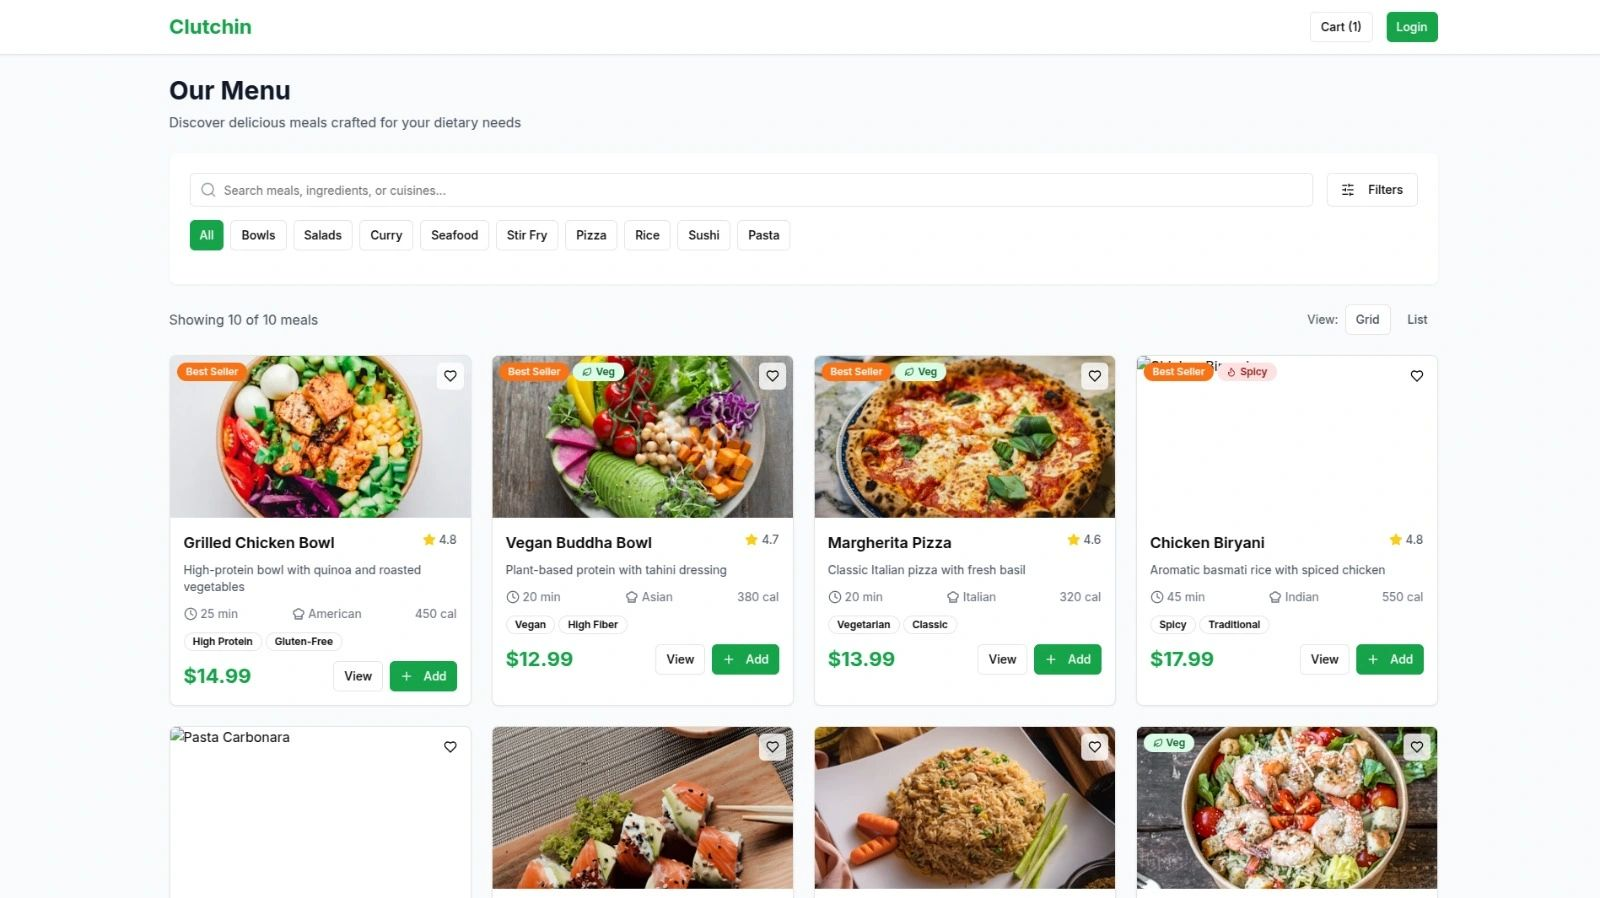 Clutchin
Cart (1)
Login
Our Menu
Discover delicious meals crafted for your dietary needs
Search meals, ingredients, or cuisines...
Filters
All
Bowls
Salads
Curry
Seafood
Stir Fry
Pizza
Rice
Sushi
Pasta
Showing 10 of 10 meals
View:
Grid
List
Best Seller
Grilled Chicken Bowl
4.8
High-protein bowl with quinoa and roasted
vegetables
25 min
American
450 cal
High Protein
Gluten-Free
$14.99
View
+ Add
Best Seller
Veg
Vegan Buddha Bowl
4.7
Plant-based protein with tahini dressing
20 min
Asian
380 cal
Vegan
High Fiber
$12.99
View
+ Add
Best Seller
Veg
Margherita Pizza
4.6
Classic Italian pizza with fresh basil
20 min
Italian
320 cal
Vegetarian
Classic
$13.99
View
+ Add
Best Seller
Spicy
Chicken Biryani
4.8
Aromatic basmati rice with spiced chicken
45 min
Indian
550 cal
Spicy
Traditional
$17.99
View
+ Add
Pasta Carbonara
Veg